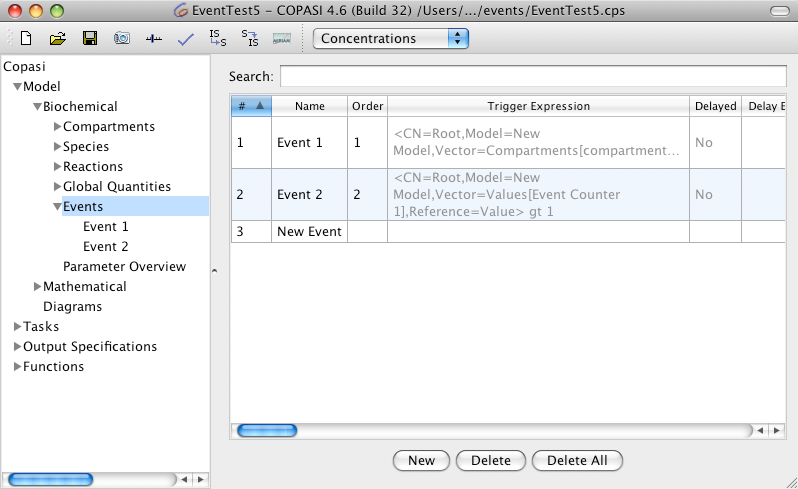 EventTest5 - COPASI 4.6 (Build 32) /Users/.../events/EventTest5.cps
IS
S
S
IS
Concentrations
Copasi
Model
Biochemical
Compartments
Species
Reactions
Global Quantities
Events
Event 1
Event 2
Parameter Overview
Mathematical
Diagrams
Tasks
Output Specifications
Functions
Search:
# Name Order Trigger Expression Delayed Delay E
1 Event 1 1 <CN=Root,Model=New
Model,Vector=Compartments[compartment... No
2 Event 2 2 <CN=Root,Model=New
Model,Vector=Values[Event Counter
1],Reference=Value> gt 1 No
3 New Event
New Delete Delete All